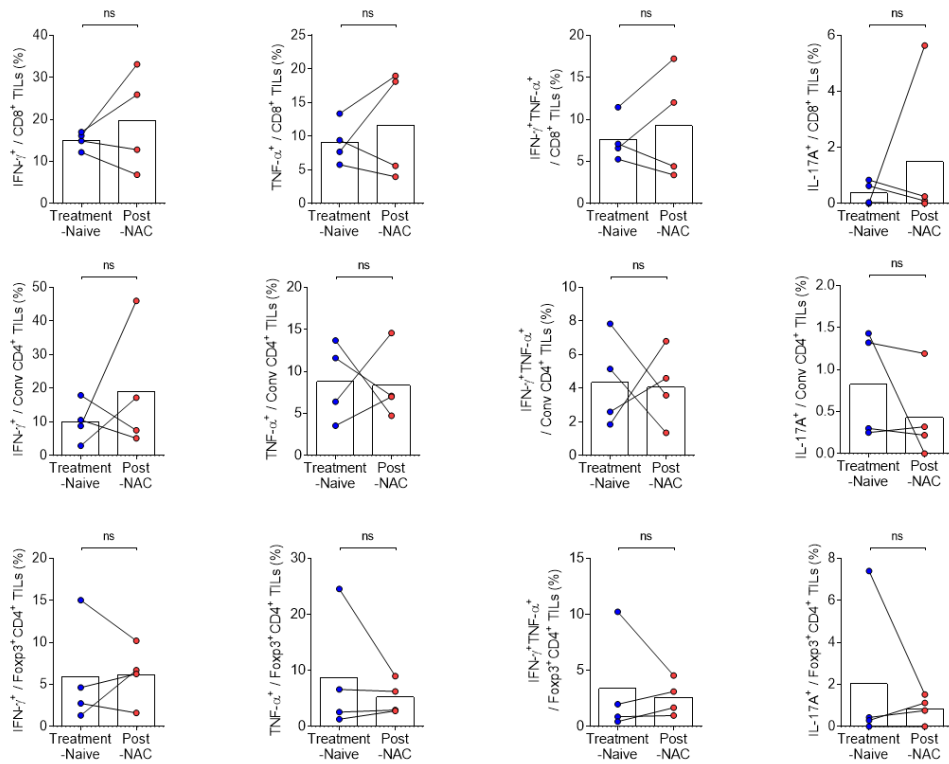 ns
IFN-γ⁺ / CD8⁺ TILs (%)
40
30
20
10
0
Treatment Post
-Naive -NAC
ns
TNF-α⁺ / CD8⁺ TILs (%)
25
20
15
10
5
0
Treatment Post
-Naive -NAC
ns
IFN-γ⁺TNF-α⁺
/ CD8⁺ TILs (%)
20
15
10
5
0
Treatment Post
-Naive -NAC
ns
IL-17A⁺ / CD8⁺ TILs (%)
6
4
2
0
Treatment Post
-Naive -NAC
ns
IFN-γ⁺ / Conv CD4⁺ TILs (%)
50
40
30
20
10
0
Treatment Post
-Naive -NAC
ns
TNF-α⁺ / Conv CD4⁺ TILs (%)
20
15
10
5
0
Treatment Post
-Naive -NAC
ns
IFN-γ⁺TNF-α⁺
/ Conv CD4⁺ TILs (%)
10
8
6
4
2
0
Treatment Post
-Naive -NAC
ns
IL-17A⁺ / Conv CD4⁺ TILs (%)
2.0
1.5
1.0
0.5
0.0
Treatment Post
-Naive -NAC
ns
IFN-γ⁺ / Foxp3⁺CD4⁺ TILs (%)
20
15
10
5
0
Treatment Post
-Naive -NAC
ns
TNF-α⁺ / Foxp3⁺CD4⁺ TILs (%)
30
20
10
0
Treatment Post
-Naive -NAC
ns
IFN-γ⁺TNF-α⁺
/ Foxp3⁺CD4⁺ TILs (%)
15
10
5
0
Treatment Post
-Naive -NAC
ns
IL-17A⁺ / Foxp3⁺CD4⁺ TILs (%)
8
6
4
2
0
Treatment Post
-Naive -NAC